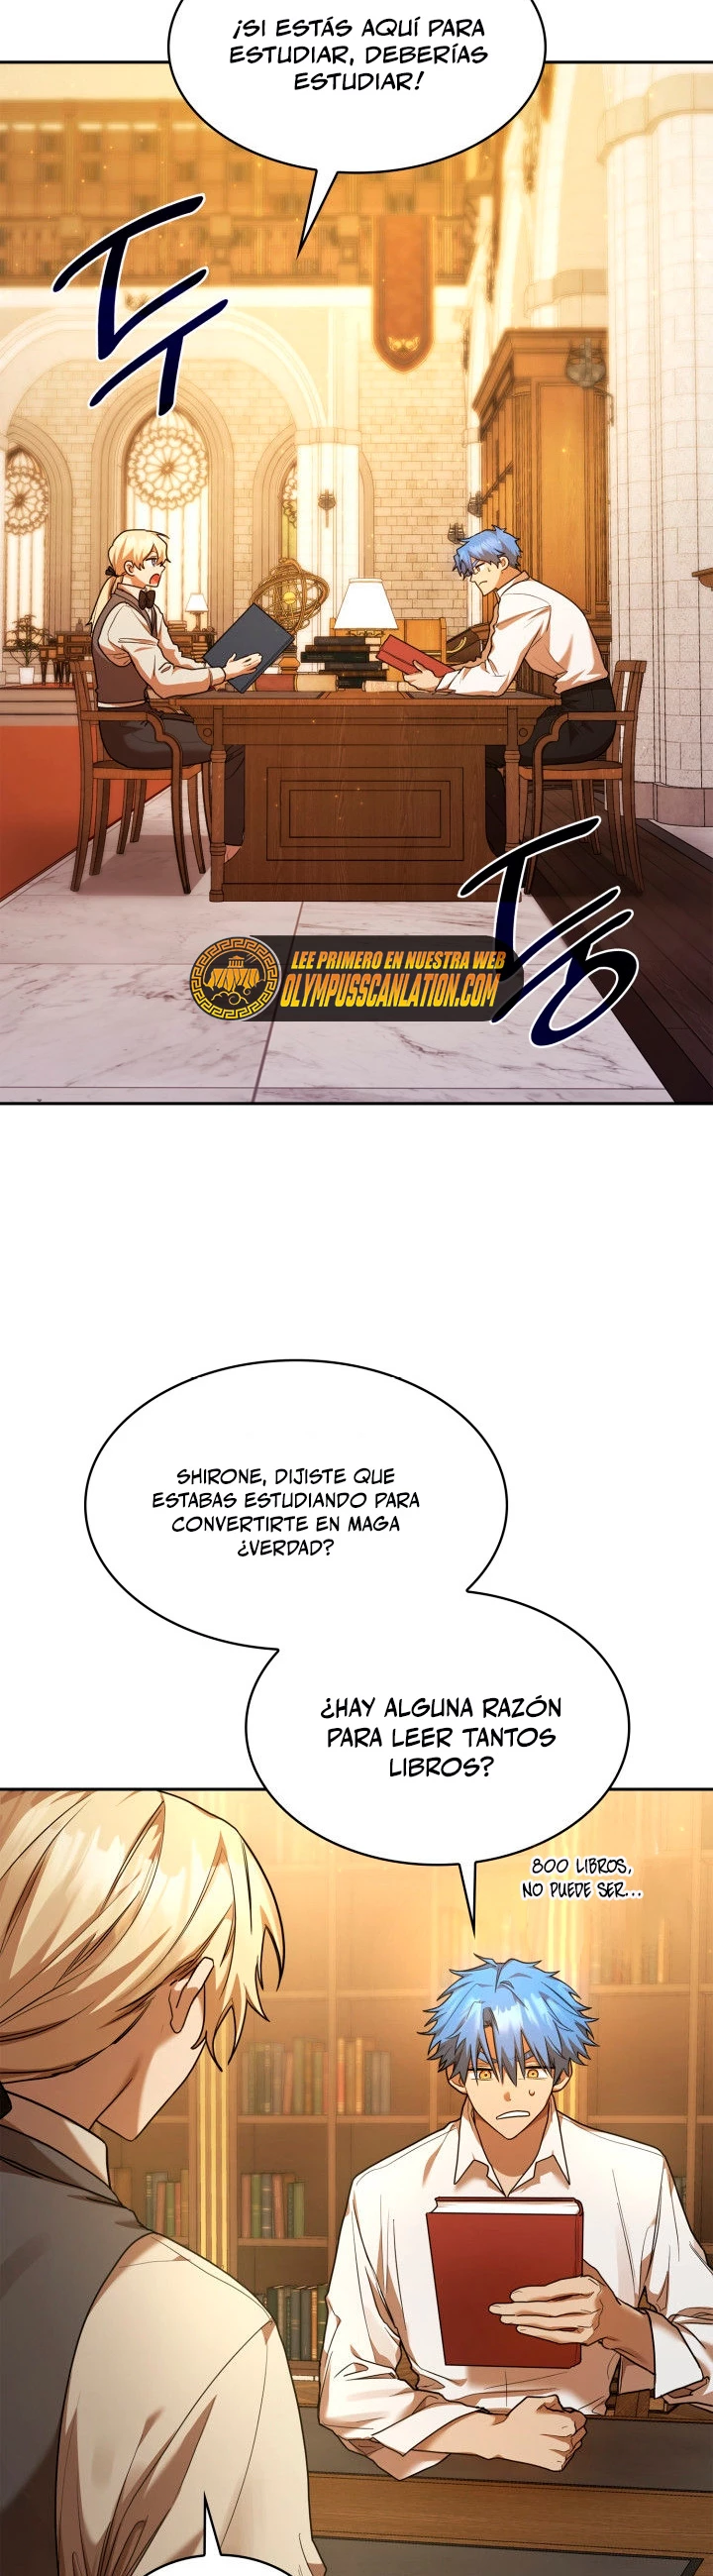 ¡SI ESTÁS AQUÍ PARA
ESTUDIAR, DEBERÍAS
ESTUDIAR!
LEE PRIMERO EN NUESTRA WEB
OLYMPUSSCANLATION.COM
SHIRONE, DIJISTE QUE
ESTABAS ESTUDIANDO PARA
CONVERTIRTE EN MAGA
¿VERDAD?
¿HAY ALGUNA RAZÓN
PARA LEER TANTOS
LIBROS?
800 LIBROS,
NO PUEDE SER...